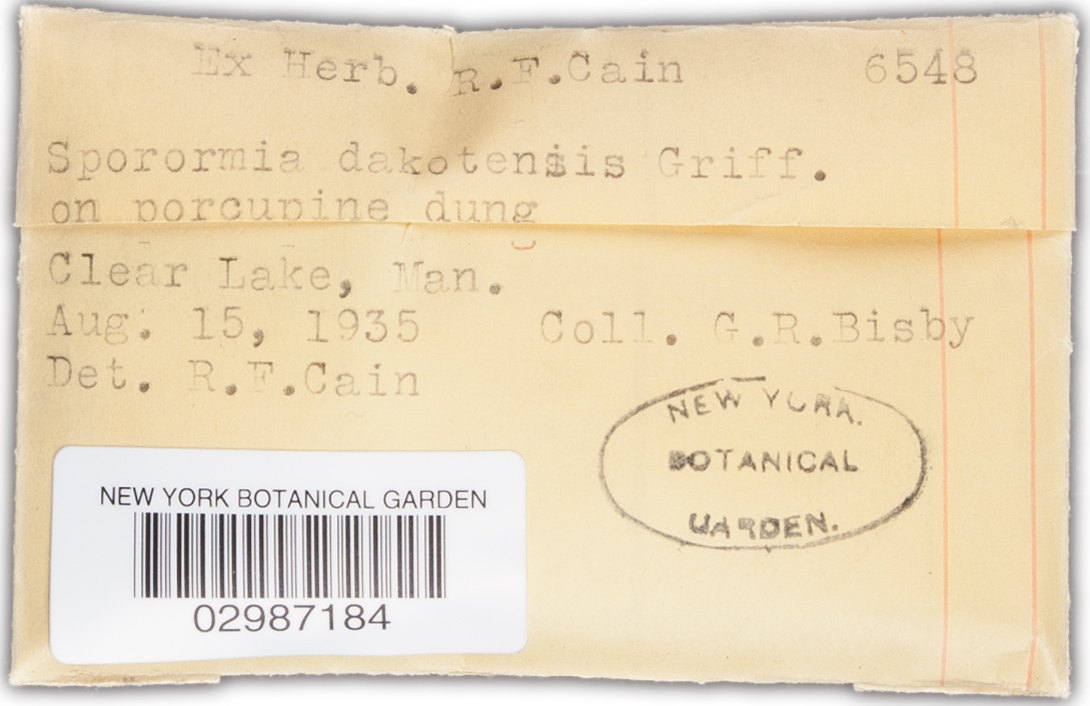 Ex Herb. R.F.Cain 6548
Sporormia dakotensis Griff.
on porcupine dung
Clear Lake, Man.
Aug. 15, 1935 Coll. G.R.Bisby
Det. R.F.Cain
NEW YORK.
BOTANICAL
GARDEN.
NEW YORK BOTANICAL GARDEN
02987184